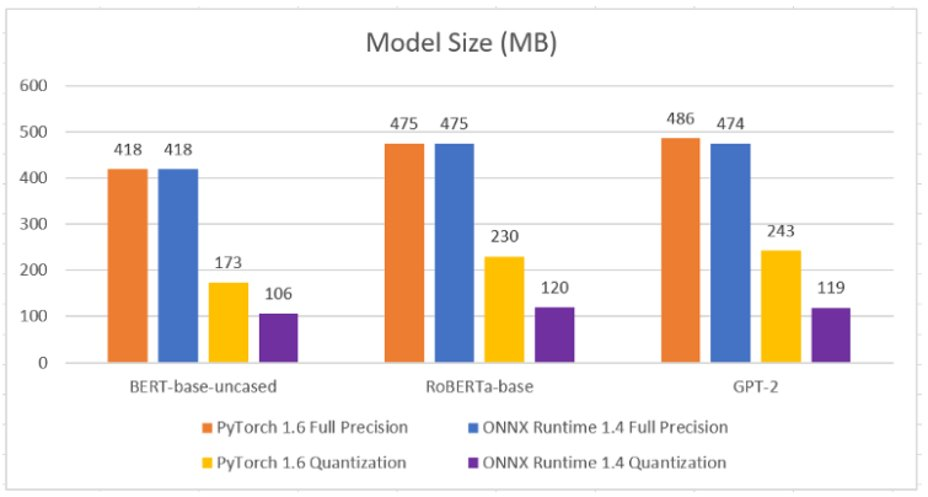 Model Size (MB)
600
500
400
300
200
100
0
418 418 173 106
475 475 230 120
486 474 243 119
BERT-base-uncased RoBERTa-base GPT-2
PyTorch 1.6 Full Precision ONNX Runtime 1.4 Full Precision
PyTorch 1.6 Quantization ONNX Runtime 1.4 Quantization